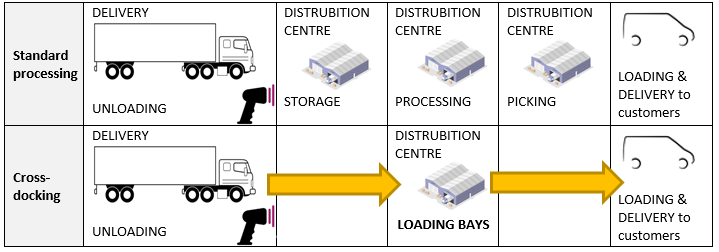 Standard
processing
DELIVERY
UNLOADING
DISTRUBITION
CENTRE
STORAGE
DISTRUBITION
CENTRE
PROCESSING
DISTRUBITION
CENTRE
PICKING
LOADING &
DELIVERY to
customers
Cross-
docking
DELIVERY
UNLOADING
DISTRUBITION
CENTRE
LOADING BAYS
LOADING &
DELIVERY to
customers